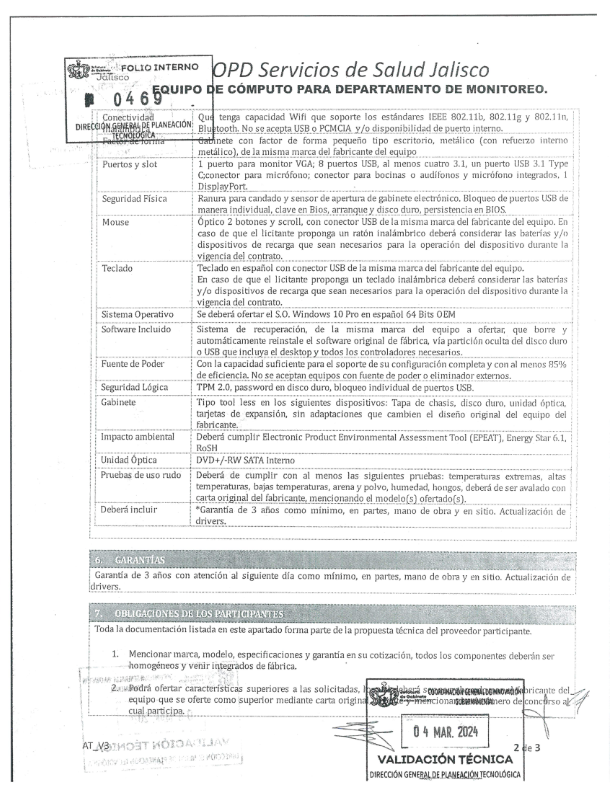 FOLIO INTERNO
Jalisco
0469
DIRECCIÓN GENERAL DE PLANEACIÓN
TECNOLÓGICA
OPD Servicios de Salud Jalisco
EQUIPO DE CÓMPUTO PARA DEPARTAMENTO DE MONITOREO.
Conectividad
Que tenga capacidad Wifi que soporte los estándares IEEE 802.11b, 802.11g y 802.11n,
Bluetooth. No se acepta USB o PCMCIA y/o disponibilidad de puerto interno.
Factor de forma
Gabinete con factor de forma pequeño tipo escritorio, metálico (con refuerzo interno
metálico), de la misma marca del fabricante del equipo
Puertos y slot
1 puerto para monitor VGA; 8 puertos USB, al menos cuatro 3.1, un puerto USB 3.1 Type
C;conector para micrófono; conector para bocinas o audífonos y micrófono integrados, 1
DisplayPort.
Seguridad Física
Ranura para candado y sensor de apertura de gabinete electrónico. Bloqueo de puertos USB de
manera individual, clave en Bios, arranque y disco duro, persistencia en BIOS.
Mouse
Óptico 2 botones y scroll, con conector USB de la misma marca del fabricante del equipo. En
caso de que el licitante proponga un ratón inalámbrico deberá considerar las baterías y/o
dispositivos de recarga que sean necesarios para la operación del dispositivo durante la
vigencia del contrato.
Teclado
Teclado en español con conector USB de la misma marca del fabricante del equipo.
En caso de que el licitante proponga un teclado inalámbrico deberá considerar las baterías
y/o dispositivos de recarga que sean necesarios para la operación del dispositivo durante la
vigencia del contrato.
Sistema Operativo
Se deberá ofertar el S.O. Windows 10 Pro en español 64 Bits OEM
Software Incluido
Sistema de recuperación, de la misma marca del equipo a ofertar, que borre y
automáticamente reinstale el software original de fábrica, vía partición oculta del disco duro
o USB que incluya el desktop y todos los controladores necesarios.
Fuente de Poder
Con la capacidad suficiente para el soporte de su configuración completa y con al menos 85%
de eficiencia. No se aceptan equipos con fuente de poder o eliminador externos.
Seguridad Lógica
TPM 2.0, password en disco duro, bloqueo individual de puertos USB.
Gabinete
Tipo tool less en los siguientes dispositivos: Tapa de chasis, disco duro, unidad óptica,
tarjetas de expansión, sin adaptaciones que cambien el diseño original del equipo del
fabricante.
Impacto ambiental
Deberá cumplir Electronic Product Environmental Assessment Tool (EPEAT), Energy Star 6.1,
RoSH
Unidad Óptica
DVD+/-RW SATA Interno
Pruebas de uso rudo
Deberá de cumplir con al menos las siguientes pruebas: temperaturas extremas, altas
temperaturas, bajas temperaturas, arena y polvo, humedad, hongos, deberá de ser avalado con
carta original del fabricante, mencionando el modelo(s) ofertado(s).
Deberá incluir
*Garantía de 3 años como mínimo, en partes, mano de obra y en sitio. Actualización de
drivers.
6. GARANTÍAS
Garantía de 3 años con atención al siguiente día como mínimo, en partes, mano de obra y en sitio. Actualización de
drivers.
7. OBLIGACIONES DE LOS PARTICIPANTES
Toda la documentación listada en este apartado forma parte de la propuesta técnica del proveedor participante.
1. Mencionar marca, modelo, especificaciones y garantía en su cotización, todos los componentes deberán ser
homogéneos y venir integrados de fábrica.
2. Podrá ofertar características superiores a las solicitadas, fabricante del
equipo que se oferte como superior mediante carta original y mencionar número de concurso al
cual participa.
04 MAR. 2024
AT_V3
2 de 3
VALIDACIÓN TÉCNICA
DIRECCIÓN GENERAL DE PLANEACIÓN TECNOLÓGICA